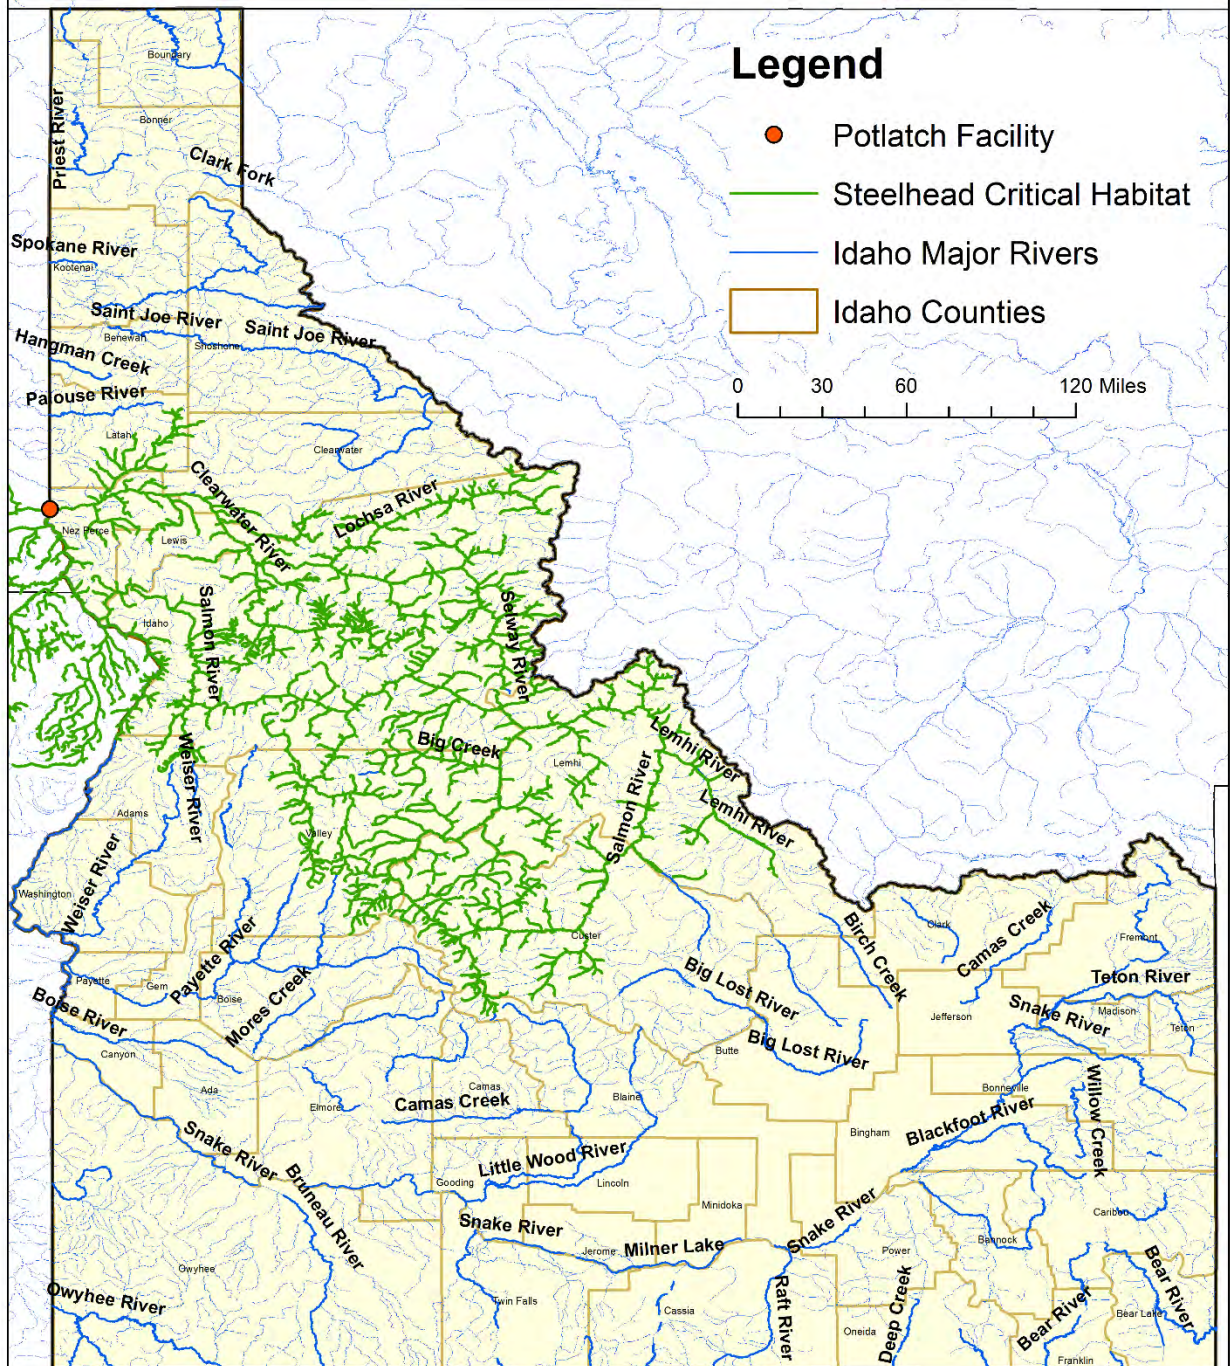 Legend
Potlatch Facility
Steelhead Critical Habitat
Idaho Major Rivers
Idaho Counties
0 30 60 120 Miles
Boundary
Bonner
Priest River
Clark Fork
Spokane River
Kootenai
Saint Joe River
Saint Joe River
Benewah
Shoshone
Hangman Creek
Palouse River
Latah
Clearwater
Clearwater River
Lochsa River
Nez Perce
Lewis
Idaho
Salmon River
Selway River
Weiser River
Big Creek
Lemhi
Lemhi River
Salmon River
Lemhi River
Adams
Valley
Weiser River
Washington
Custer
Birch Creek
Clark
Camas Creek
Fremont
Payette
Gem
Payette River
Boise
Mores Creek
Boise River
Big Lost River
Big Lost River
Teton River
Snake River
Madison
Teton
Jefferson
Canyon
Ada
Elmore
Camas
Camas Creek
Blaine
Butte
Bonneville
Willow Creek
Bingham
Blackfoot River
Snake River
Bruneau River
Little Wood River
Gooding
Lincoln
Minidoka
Snake River
Jerome
Milner Lake
Snake River
Power
Bannock
Caribou
Owyhee
Owyhee River
Twin Falls
Cassia
Raft River
Deep Creek
Oneida
Bear River
Bear Lake
Bear River
Franklin